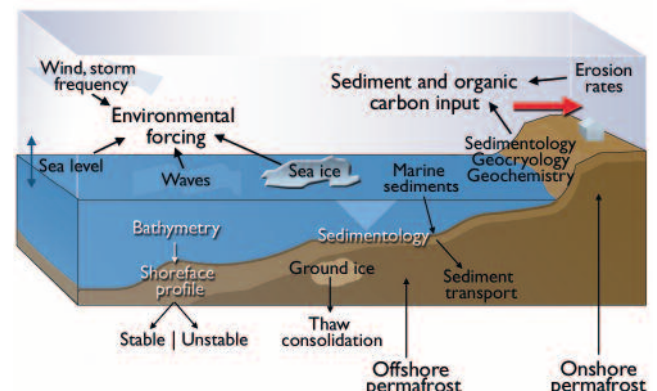 Wind, storm
frequency
Environmental
forcing
Sea level
Waves
Sea ice
Sediment and organic
carbon input
Erosion
rates
Sedimentology
Geocryology
Geochemistry
Marine
sediments
Bathymetry
Shoreface
profile
Stable | Unstable
Sedimentology
Ground ice
Thaw
consolidation
Sediment
transport
Offshore
permafrost
Onshore
permafrost